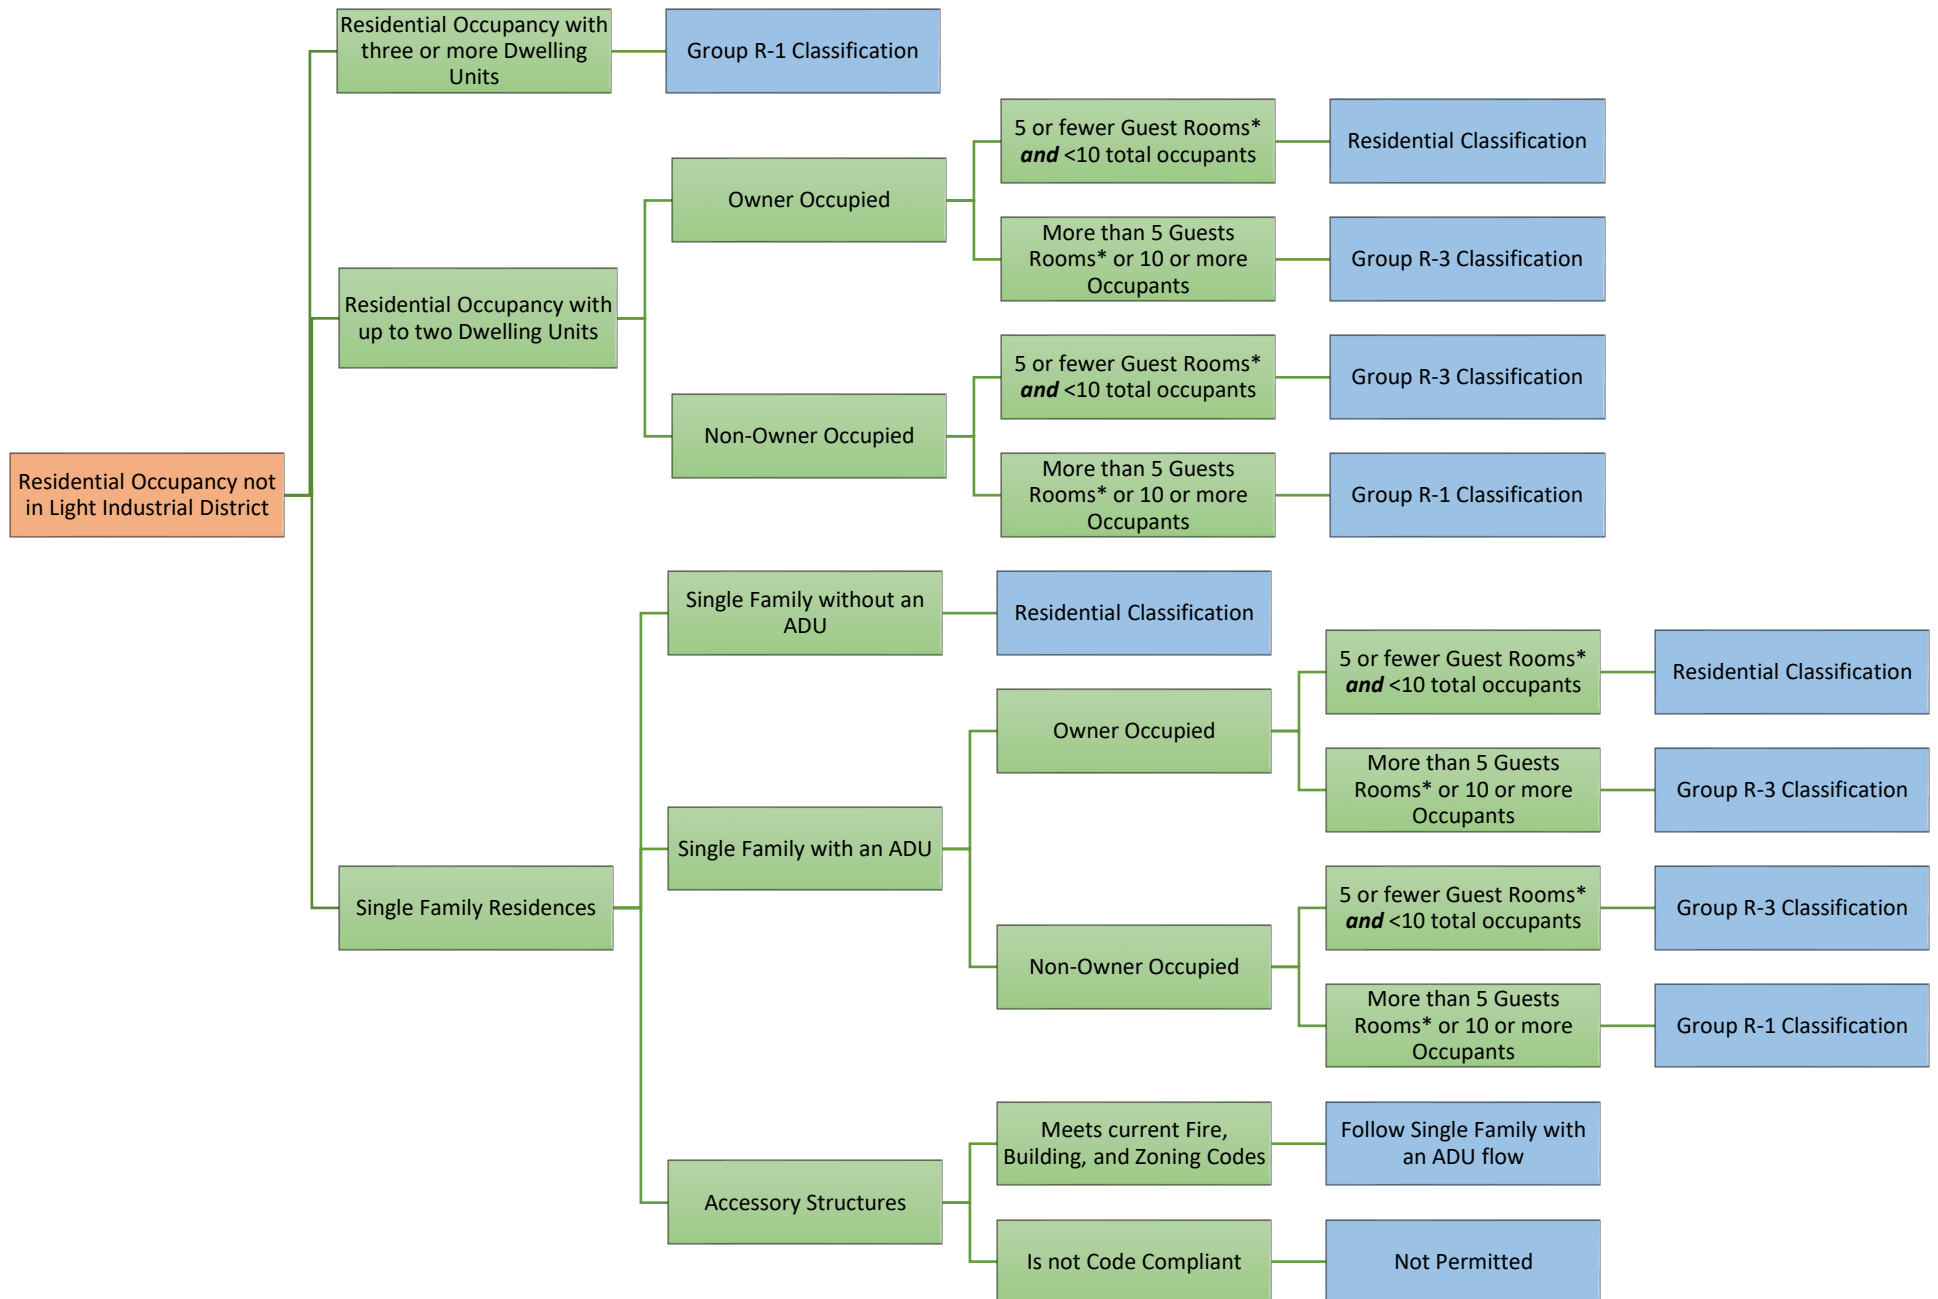 Residential Occupancy not
in Light Industrial District
Residential Occupancy with
three or more Dwelling
Units
Group R-1 Classification
Residential Occupancy with
up to two Dwelling Units
Owner Occupied
5 or fewer Guest Rooms*
and <10 total occupants
Residential Classification
More than 5 Guests
Rooms* or 10 or more
Occupants
Group R-3 Classification
Non-Owner Occupied
5 or fewer Guest Rooms*
and <10 total occupants
Group R-3 Classification
More than 5 Guests
Rooms* or 10 or more
Occupants
Group R-1 Classification
Single Family Residences
Single Family without an
ADU
Residential Classification
Single Family with an ADU
Owner Occupied
5 or fewer Guest Rooms*
and <10 total occupants
Residential Classification
More than 5 Guests
Rooms* or 10 or more
Occupants
Group R-3 Classification
Non-Owner Occupied
5 or fewer Guest Rooms*
and <10 total occupants
Group R-3 Classification
More than 5 Guests
Rooms* or 10 or more
Occupants
Group R-1 Classification
Accessory Structures
Meets current Fire,
Building, and Zoning Codes
Follow Single Family with
an ADU flow
Is not Code Compliant
Not Permitted